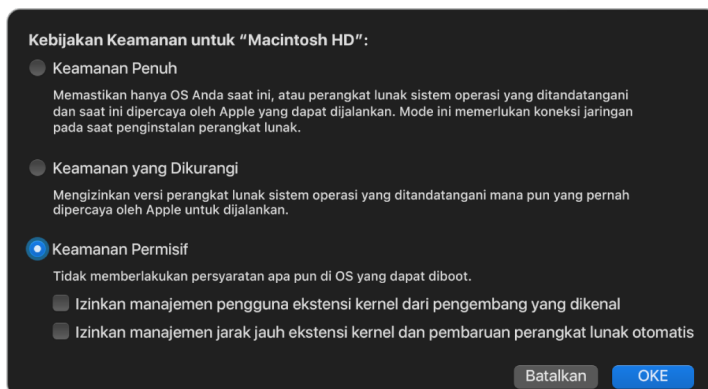 Kebijakan Keamanan untuk “Macintosh HD”:
Keamanan Penuh
Memastikan hanya OS Anda saat ini, atau perangkat lunak sistem operasi yang ditandatangani
dan saat ini dipercaya oleh Apple yang dapat dijalankan. Mode ini memerlukan koneksi jaringan
pada saat penginstalan perangkat lunak.
Keamanan yang Dikurangi
Mengizinkan versi perangkat lunak sistem operasi yang ditandatangani mana pun yang pernah
dipercaya oleh Apple untuk dijalankan.
Keamanan Permisif
Tidak memberlakukan persyaratan apa pun di OS yang dapat diboot.
Izinkan manajemen pengguna ekstensi kernel dari pengembang yang dikenal
Izinkan manajemen jarak jauh ekstensi kernel dan pembaruan perangkat lunak otomatis
Batalkan OKE